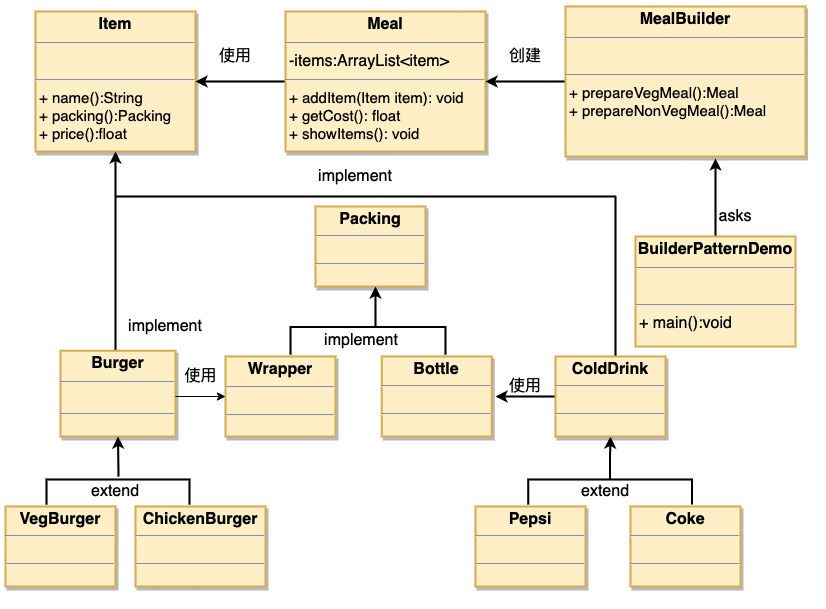 Item
+ name():String
+ packing():Packing
+ price():float
使用
Meal
-items:ArrayList<item>
+ addItem(Item item): void
+ getCost(): float
+ showItems(): void
创建
MealBuilder
+ prepareVegMeal():Meal
+ prepareNonVegMeal():Meal
implement
asks
Packing
BuilderPatternDemo
+ main():void
implement
implement
Burger
使用
Wrapper
Bottle
使用
ColdDrink
extend
extend
VegBurger
ChickenBurger
Pepsi
Coke